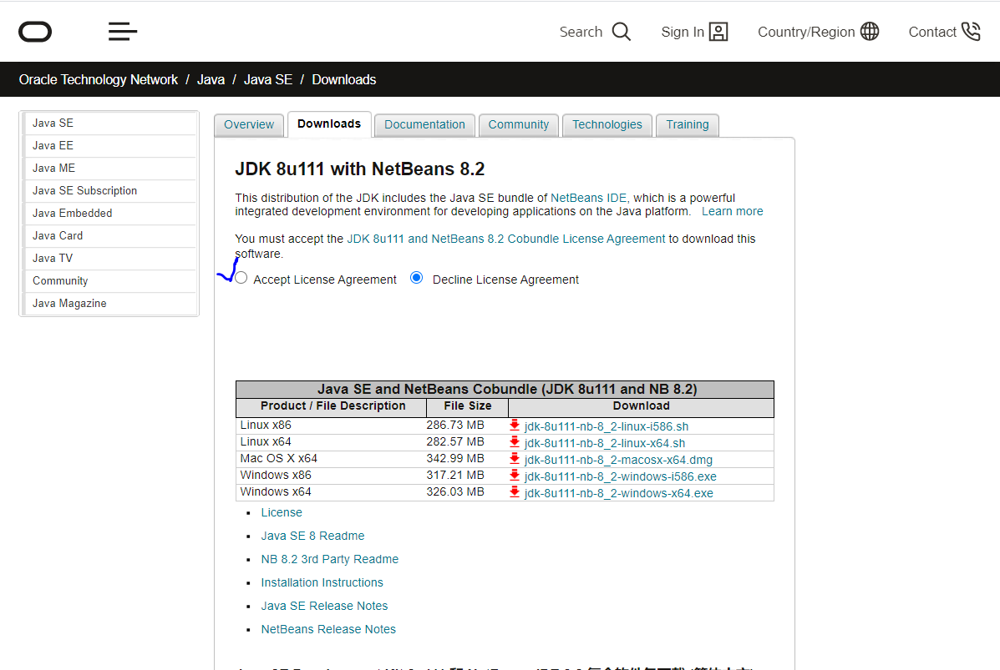 Search Sign In Country/Region Contact
Oracle Technology Network / Java / Java SE / Downloads
Java SE
Java EE
Java ME
Java SE Subscription
Java Embedded
Java Card
Java TV
Community
Java Magazine
Overview Downloads Documentation Community Technologies Training
JDK 8u111 with NetBeans 8.2
This distribution of the JDK includes the Java SE bundle of NetBeans IDE, which is a powerful
integrated development environment for developing applications on the Java platform. Learn more
You must accept the JDK 8u111 and NetBeans 8.2 Cobundle License Agreement to download this
software.
Accept License Agreement Decline License Agreement
Java SE and NetBeans Cobundle (JDK 8u111 and NB 8.2)
Product / File Description File Size Download
Linux x86 286.73 MB jdk-8u111-nb-8_2-linux-i586.sh
Linux x64 282.57 MB jdk-8u111-nb-8_2-linux-x64.sh
Mac OS X x64 342.99 MB jdk-8u111-nb-8_2-macosx-x64.dmg
Windows x86 317.21 MB jdk-8u111-nb-8_2-windows-i586.exe
Windows x64 326.03 MB jdk-8u111-nb-8_2-windows-x64.exe
License
Java SE 8 Readme
NB 8.2 3rd Party Readme
Installation Instructions
Java SE Release Notes
NetBeans Release Notes